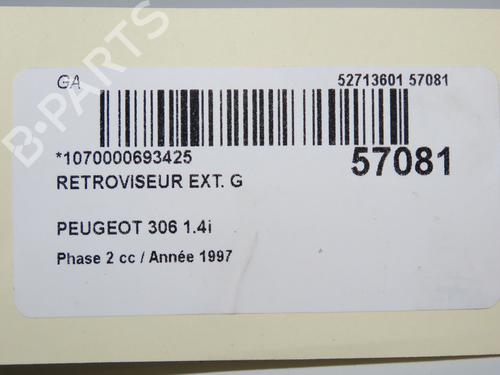 B-PARTS
GA
52713601 57081
*1070000693425
57081
RETROVISEUR EXT. G
PEUGEOT 306 1.4i
Phase 2 cc / Année 1997